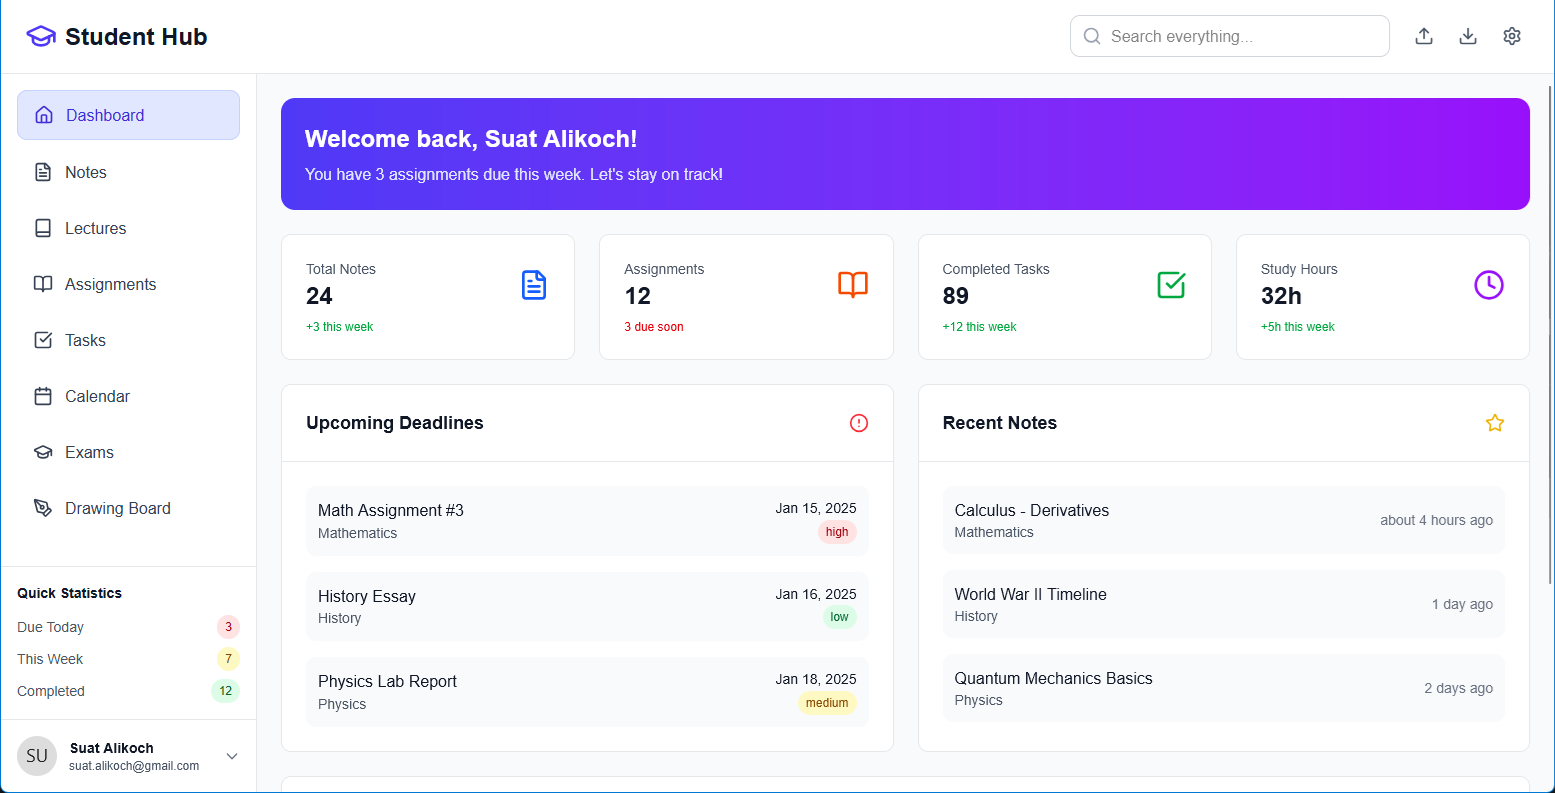 Student Hub
Search everything...
Dashboard
Notes
Lectures
Assignments
Tasks
Calendar
Exams
Drawing Board
Quick Statistics
Due Today 3
This Week 7
Completed 12
SU
Suat Alikoch
suat.alikoch@gmail.com
Welcome back, Suat Alikoch!
You have 3 assignments due this week. Let's stay on track!
Total Notes
24
+3 this week
Assignments
12
3 due soon
Completed Tasks
89
+12 this week
Study Hours
32h
+5h this week
Upcoming Deadlines
Math Assignment #3 Jan 15, 2025
Mathematics high
History Essay Jan 16, 2025
History low
Physics Lab Report Jan 18, 2025
Physics medium
Recent Notes
Calculus - Derivatives
Mathematics
about 4 hours ago
World War II Timeline
History
1 day ago
Quantum Mechanics Basics
Physics
2 days ago